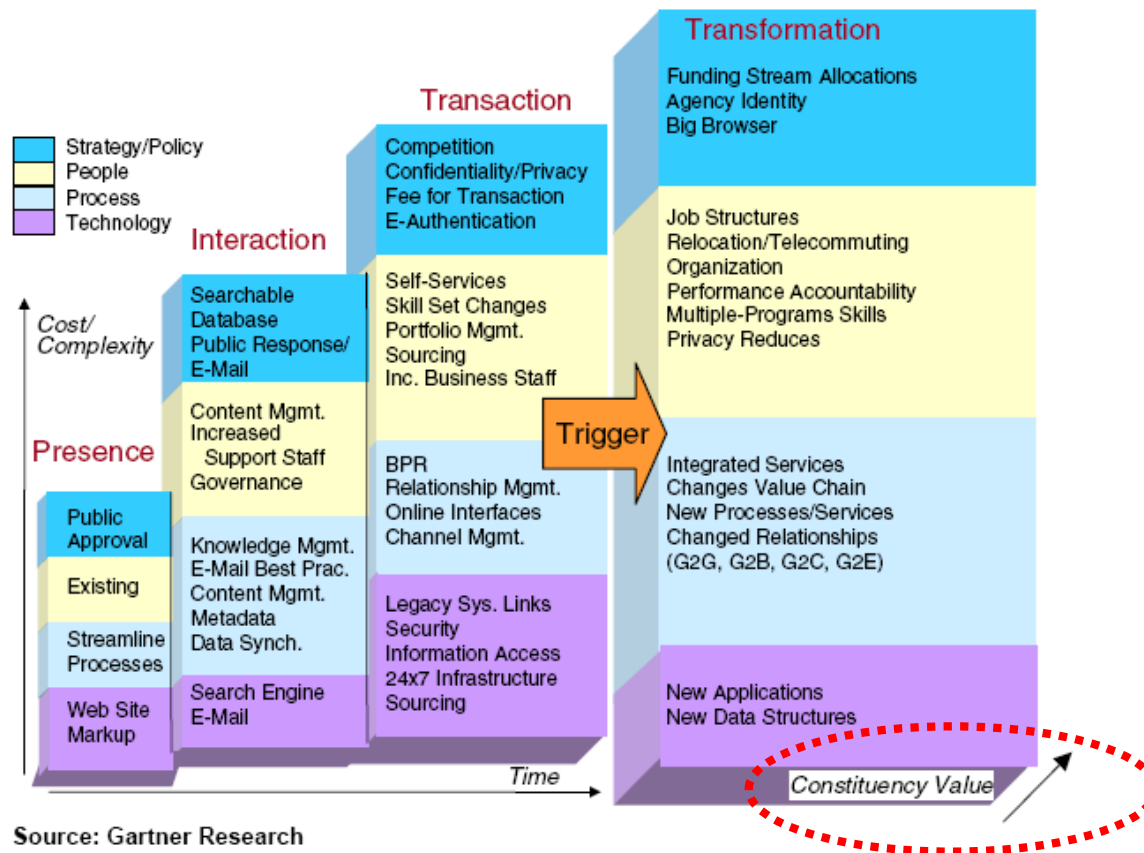 Transformation
Funding Stream Allocations
Agency Identity
Big Browser
Transaction
Strategy/Policy
People
Process
Technology
Competition
Confidentiality/Privacy
Fee for Transaction
E-Authentication
Job Structures
Relocation/Telecommuting
Organization
Performance Accountability
Multiple-Programs Skills
Privacy Reduces
Interaction
Self-Services
Skill Set Changes
Portfolio Mgmt.
Sourcing
Inc. Business Staff
Searchable
Database
Public Response/
E-Mail
Cost/
Complexity
Content Mgmt.
Increased
Support Staff
Governance
Trigger
Presence
BPR
Relationship Mgmt.
Online Interfaces
Channel Mgmt.
Integrated Services
Changes Value Chain
New Processes/Services
Changed Relationships
(G2G, G2B, G2C, G2E)
Public
Approval
Existing
Streamline
Processes
Web Site
Markup
Knowledge Mgmt.
E-Mail Best Prac.
Content Mgmt.
Metadata
Data Synch.
Search Engine
E-Mail
Legacy Sys. Links
Security
Information Access
24x7 Infrastructure
Sourcing
New Applications
New Data Structures
Time
Constituency Value
Source: Gartner Research